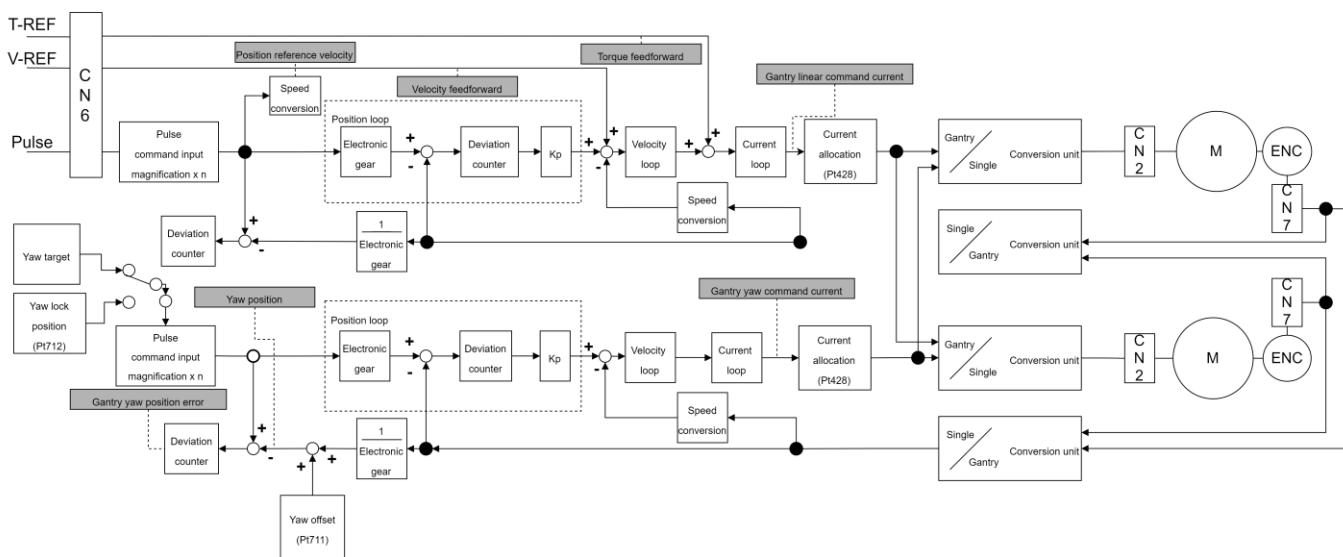 T-REF
V-REF
Pulse
C
N
6
Position reference velocity
Torque feedforward
Velocity feedforward
Gantry linear command current
Speed
conversion
Pulse
command input
magnification x n
Position loop
Electronic
gear
+
-
Deviation
counter
Kp
+
+
-
Velocity
loop
+
+
Current
loop
Current
allocation
(Pt428)
Gantry
Single
Conversion unit
C
N
2
M
ENC
C
N
7
Speed
conversion
Deviation
counter
+
-
1
Electronic
gear
Single
Gantry
Conversion unit
Yaw target
Yaw lock
position
(Pt712)
Yaw position
Gantry yaw command current
Pulse
command input
magnification x n
Position loop
Electronic
gear
+
-
Deviation
counter
Kp
+
-
Velocity
loop
Current
loop
Current
allocation
(Pt428)
Gantry
Single
Conversion unit
C
N
2
M
ENC
C
N
7
Gantry yaw position error
Speed
conversion
Deviation
counter
+
-
+
+
1
Electronic
gear
Single
Gantry
Conversion unit
Yaw offset
(Pt711)